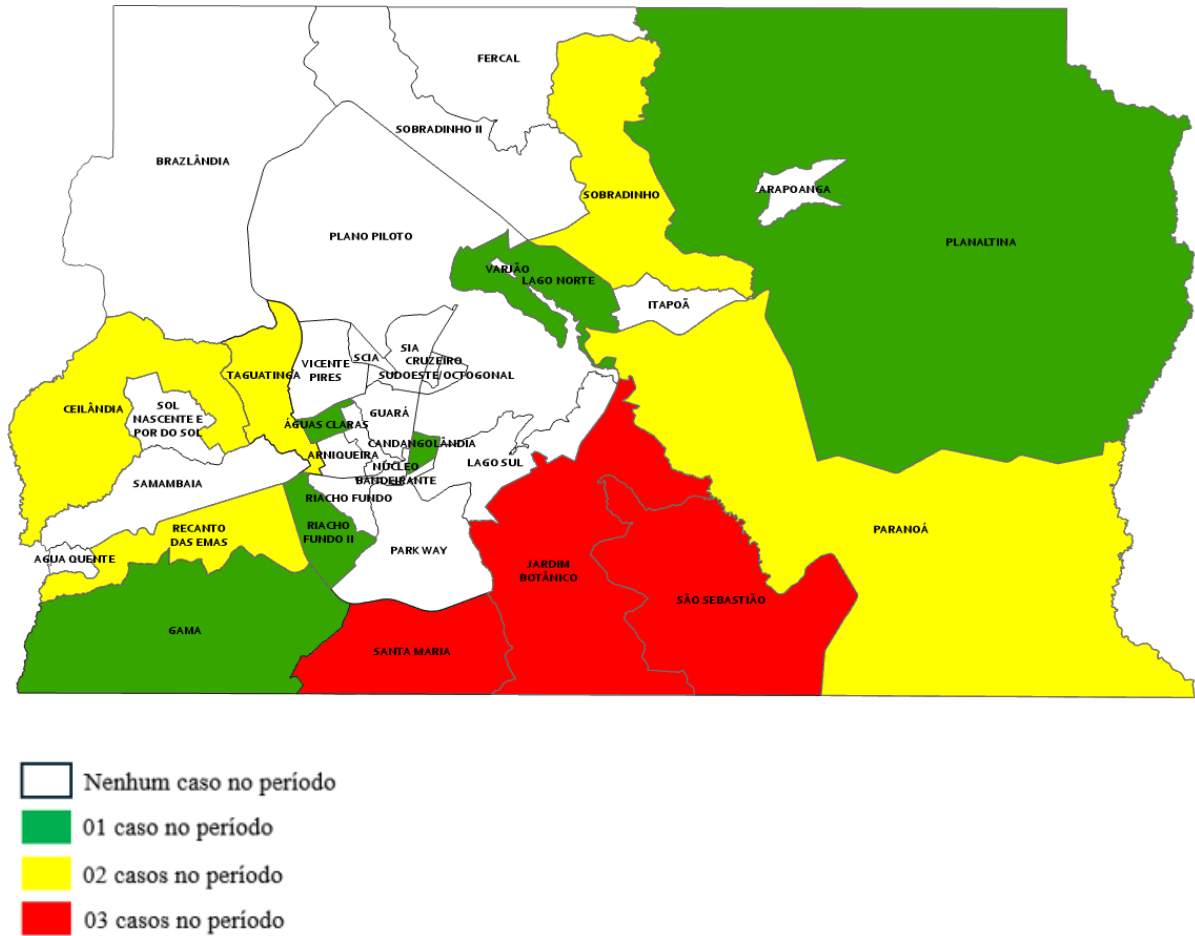 FERCAL
SOBRADINHO II
BRAZLÂNDIA
SOBRADINHO
ARAPOANGA
PLANO PILOTO
PLANALTINA
VARJÃO
LAGO NORTE
ITAPOÃ
SIA
SCIA
CRUZEIRO
VICENTE
PIRES
SUDOESTE/OCTOGONAL
TAGUATINGA
CEILÂNDIA
SOL
NASCENTE E
POR DO SOL
GUARÁ
ÁGUAS CLARAS
CANDANGOLÂNDIA
ARNIQUEIRA
LAGO SUL
NÚCLEO
BANDEIRANTE
SAMAMBAIA
RIACHO FUNDO
RECANTO
DAS EMAS
RIACHO
FUNDO II
PARANOÁ
PARK WAY
AGUA QUENTE
JARDIM
BOTÂNICO
SÃO SEBASTIÃO
GAMA
SANTA MARIA
Nenhum caso no período
01 caso no período
02 casos no período
03 casos no período